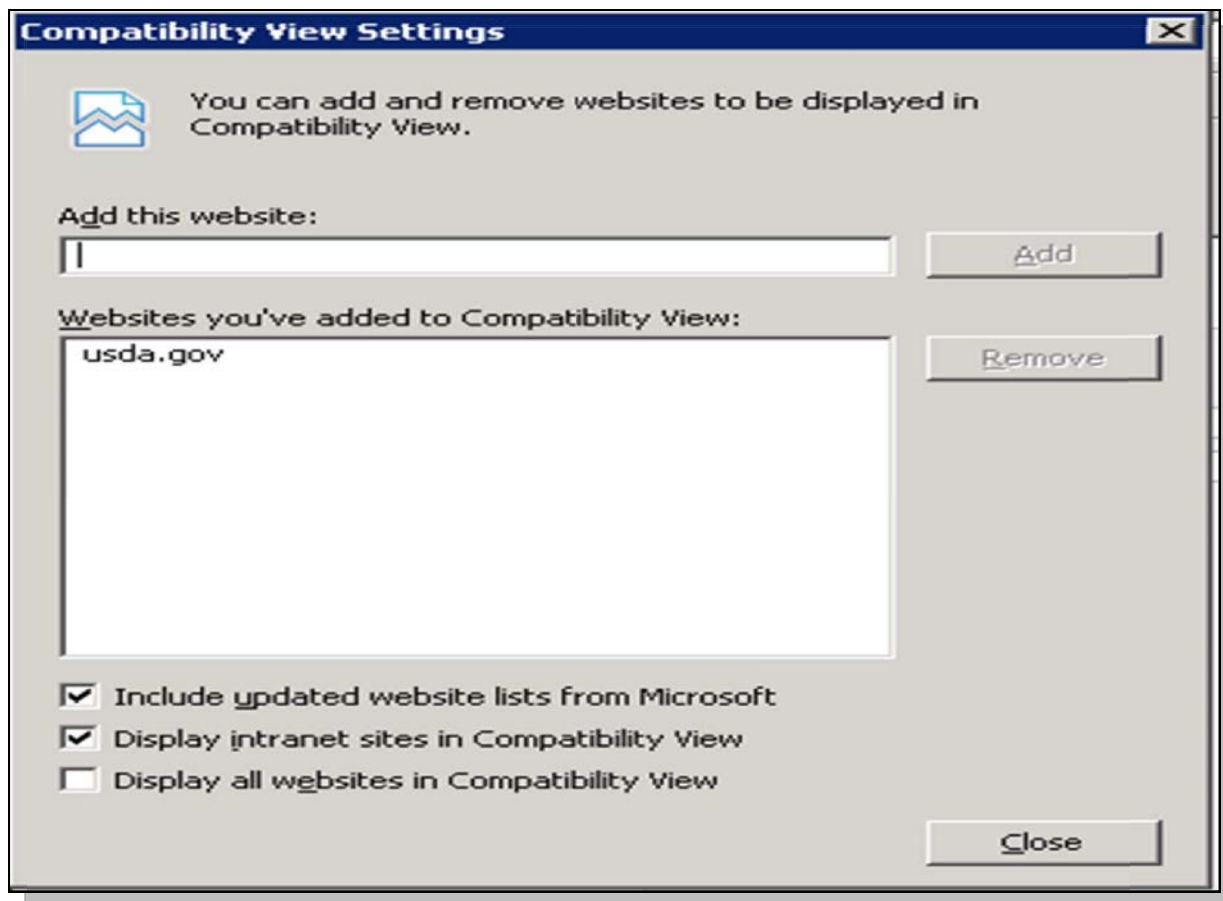 Compatibility View Settings
You can add and remove websites to be displayed in
Compatibility View.
Add this website:
Add
Websites you've added to Compatibility View:
usda.gov
Remove
Include updated website lists from Microsoft
Display intranet sites in Compatibility View
Display all websites in Compatibility View
Close